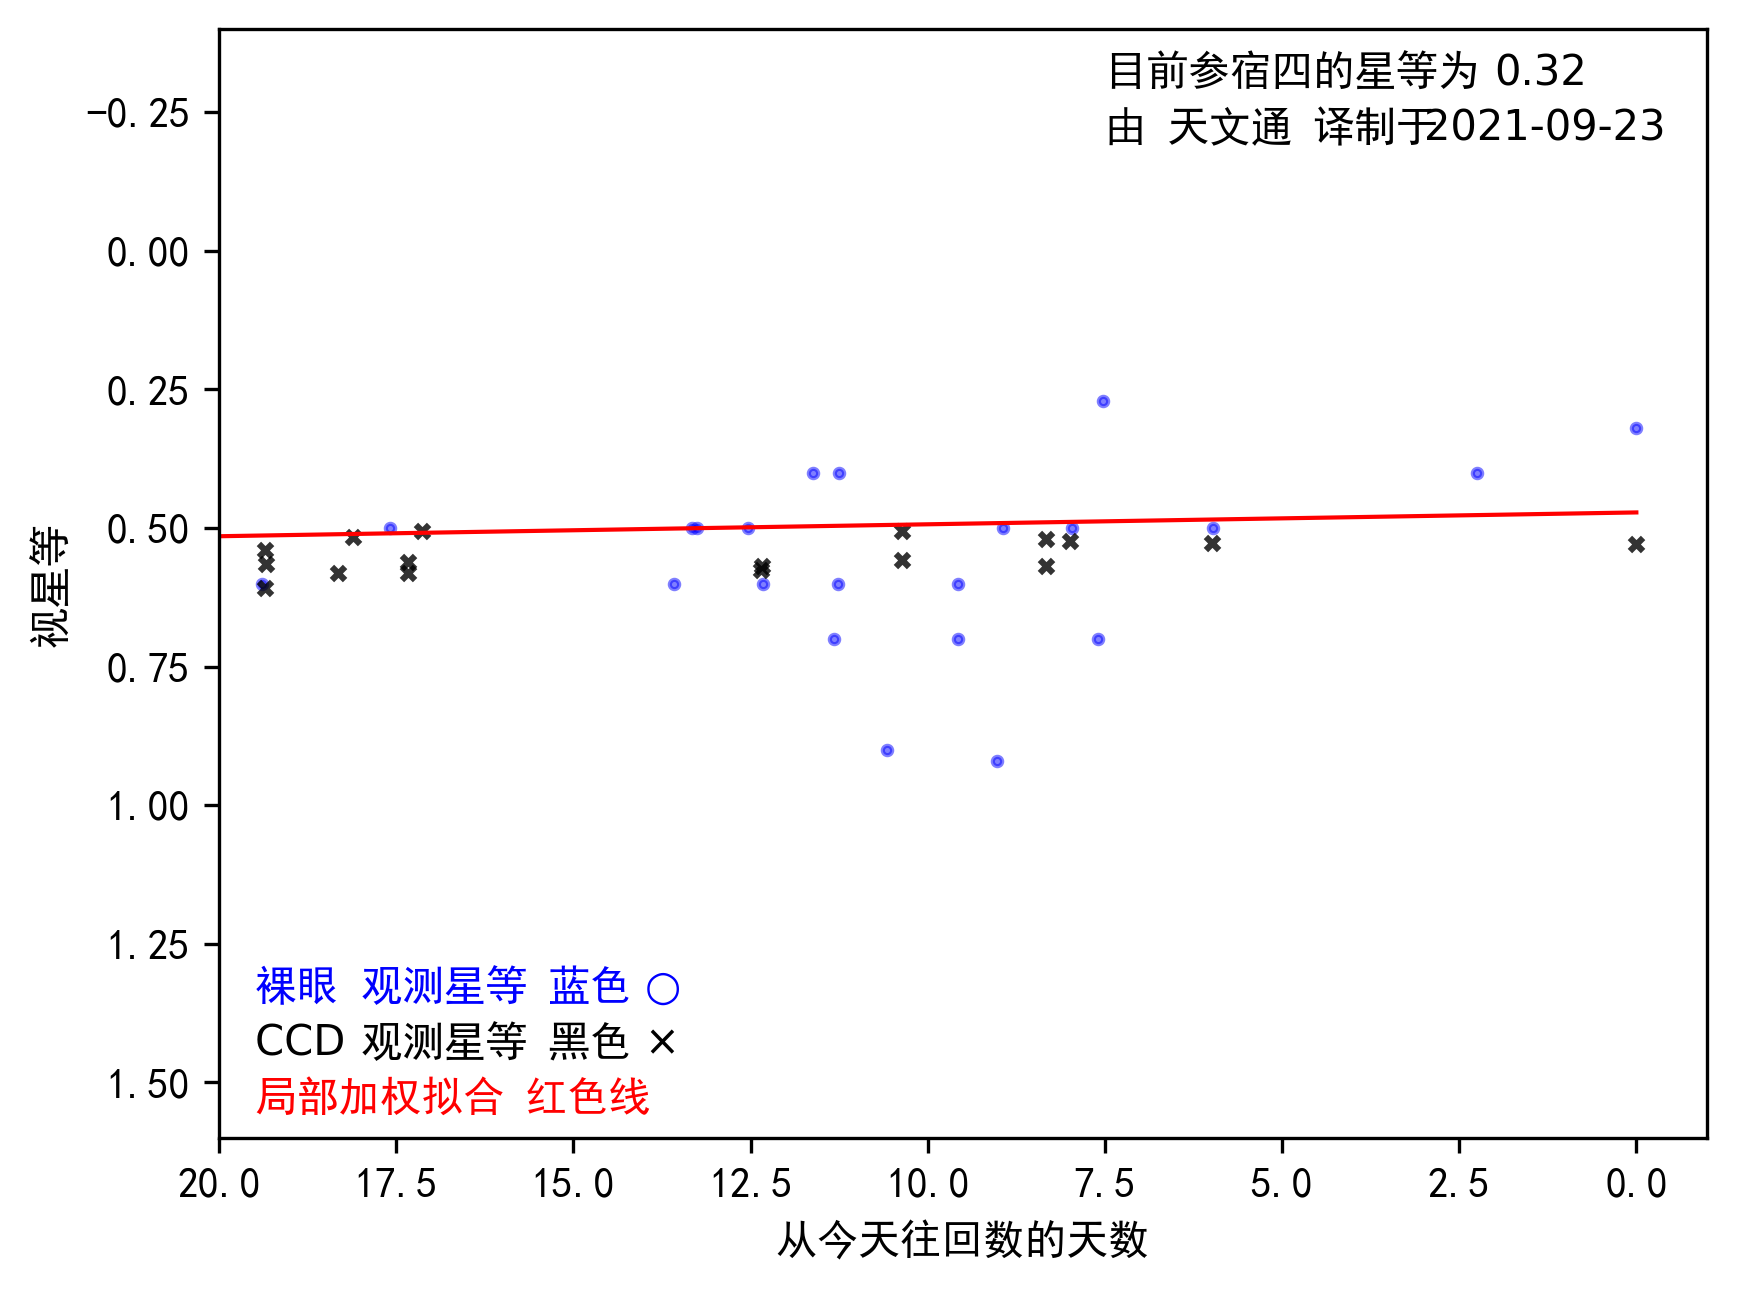 目前参宿四的星等为 0.32
由 天文通 译制于2021-09-23
−0.25
0.00
0.25
0.50
0.75
1.00
1.25
1.50
视星等
裸眼 观测星等 蓝色 ○
CCD 观测星等 黑色 ×
局部加权拟合 红色线
20.0 17.5 15.0 12.5 10.0 7.5 5.0 2.5 0.0
从今天往回数的天数